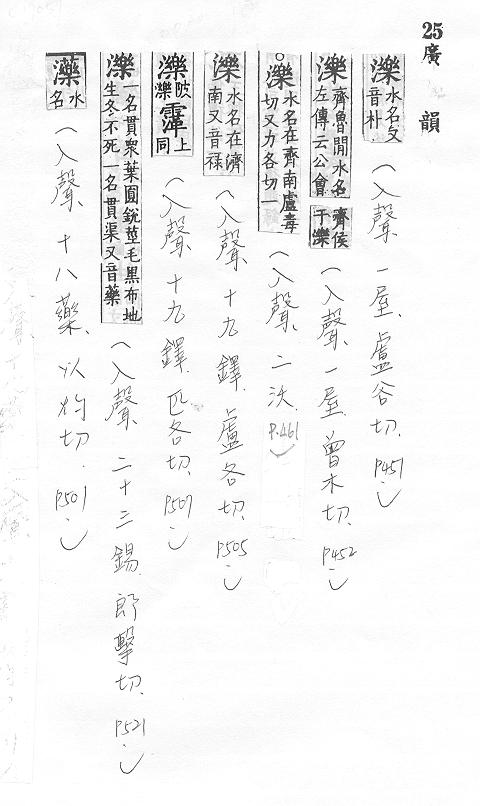 25 廣韻
濼 水名又音朴 (入聲 一屋、盧谷切、P451。)
濼 齊魯閒水名左傳云公會齊侯于濼 (入聲 一屋、曾木切、P452。)
濼 水名在齊南盧毒切又力各切一 (入聲、二沃、P.461)
濼 水名在濟南又音祿 (入聲、十九鐸、盧各切、P505。)
濼 陂濼 䨰 上同 (入聲、十九鐸、匹各切、P507。)
濼 一名貫衆葉圓銳莖毛黑布地生冬不死一名貫渠又音藥 (入聲 二十三錫、郎擊切、P521。)
藥 水名 (入聲 十八藥、以灼切、P501。)